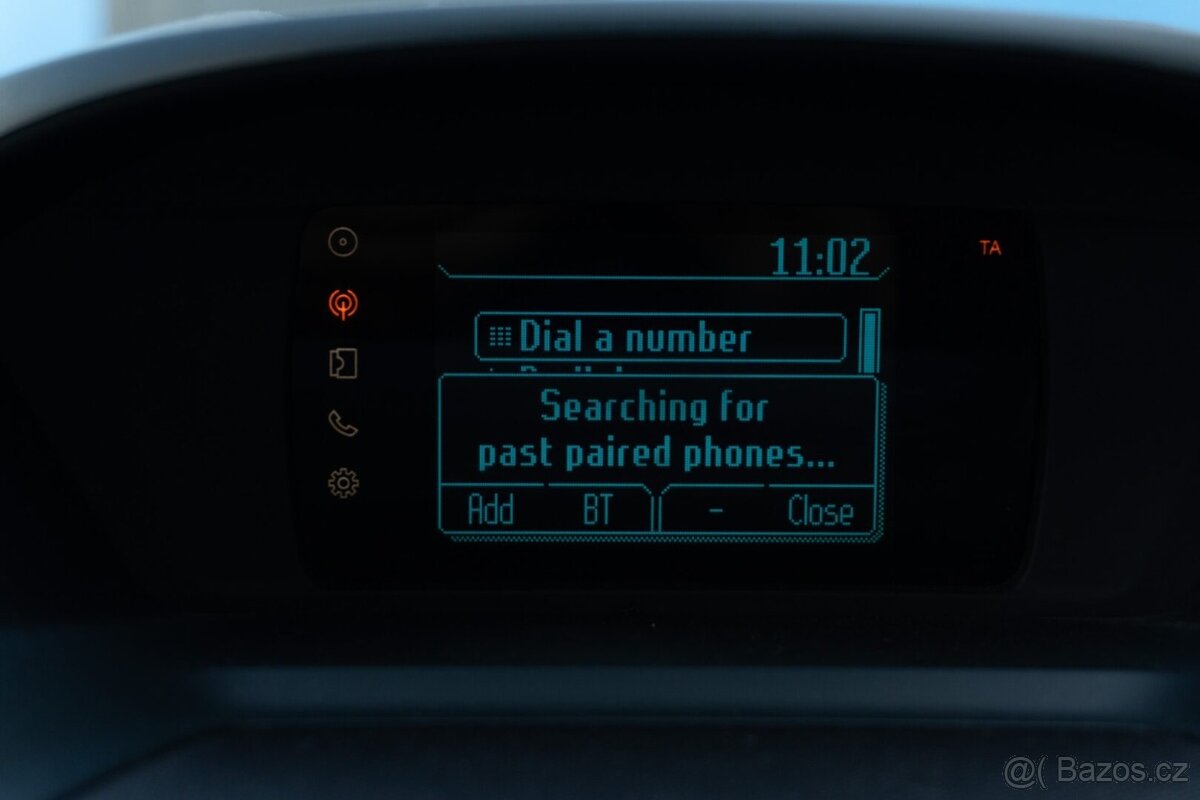 11:02
TA
Dial a number
Searching for
past paired phones...
Add BT - Close
@( Bazos.cz